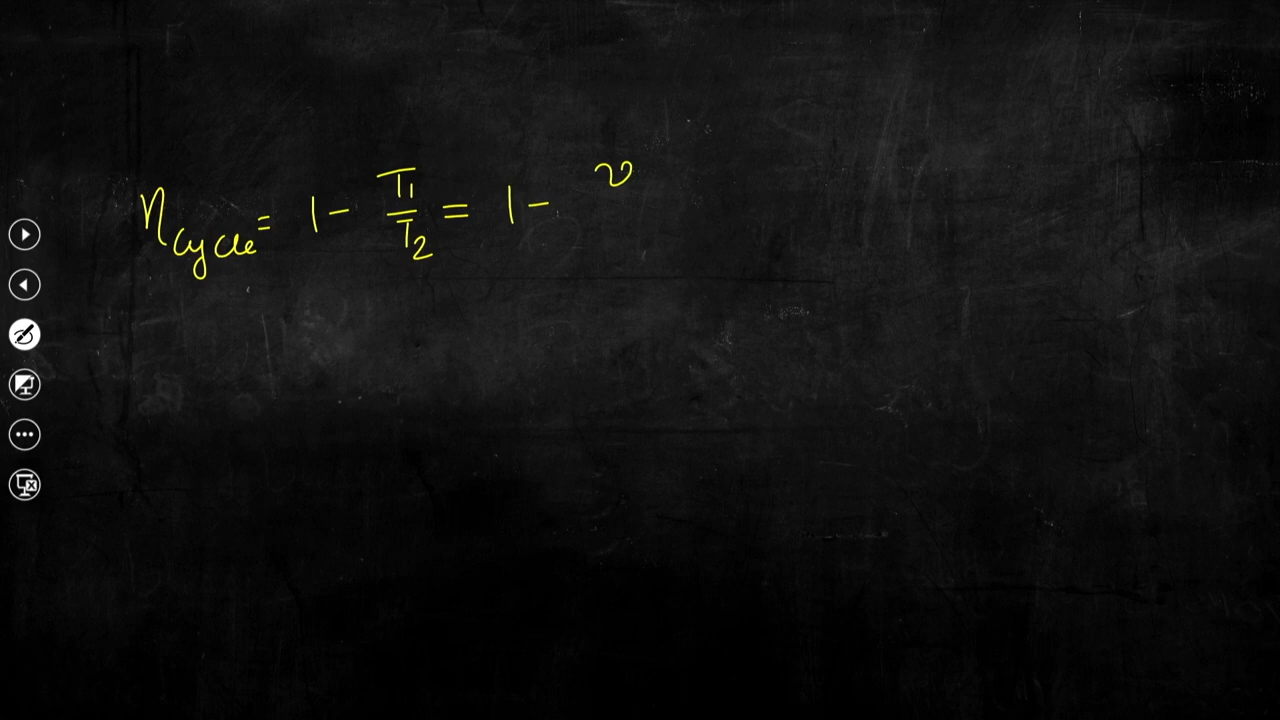 η_cycle = 1 - T₁/T₂ = 1 - v